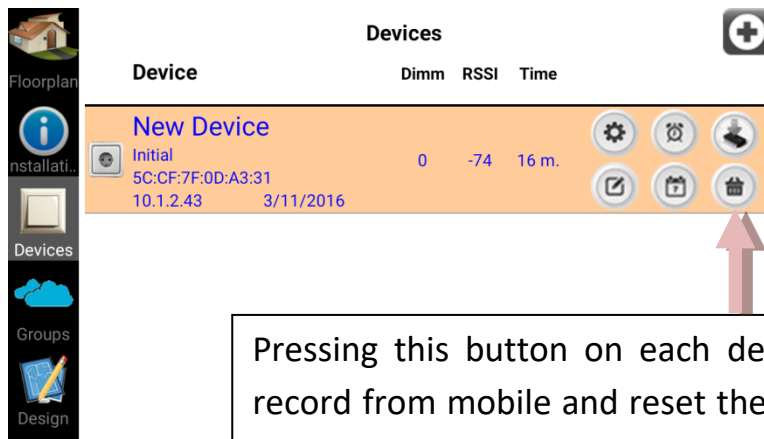 Devices
Floorplan
Device Dimm RSSI Time
New Device
nstallati..
Initial
0 -74 16 m.
5C:CF:7F:0D:A3:31
10.1.2.43 3/11/2016
Devices
Groups
Pressing this button on each de
record from mobile and reset the
Design